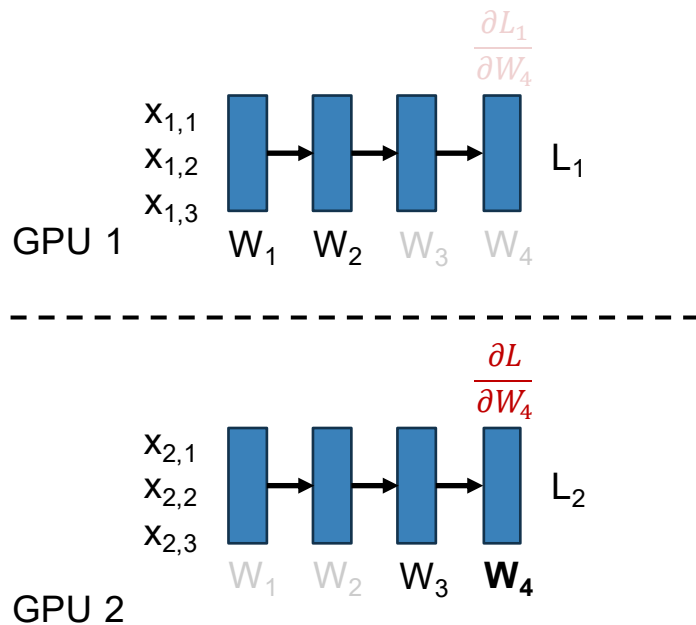 ∂L₁/∂W₄
x₁,₁
x₁,₂
x₁,₃
L₁
GPU 1
W₁ W₂ W₃ W₄
∂L/∂W₄
x₂,₁
x₂,₂
x₂,₃
L₂
W₁ W₂ W₃ W₄
GPU 2